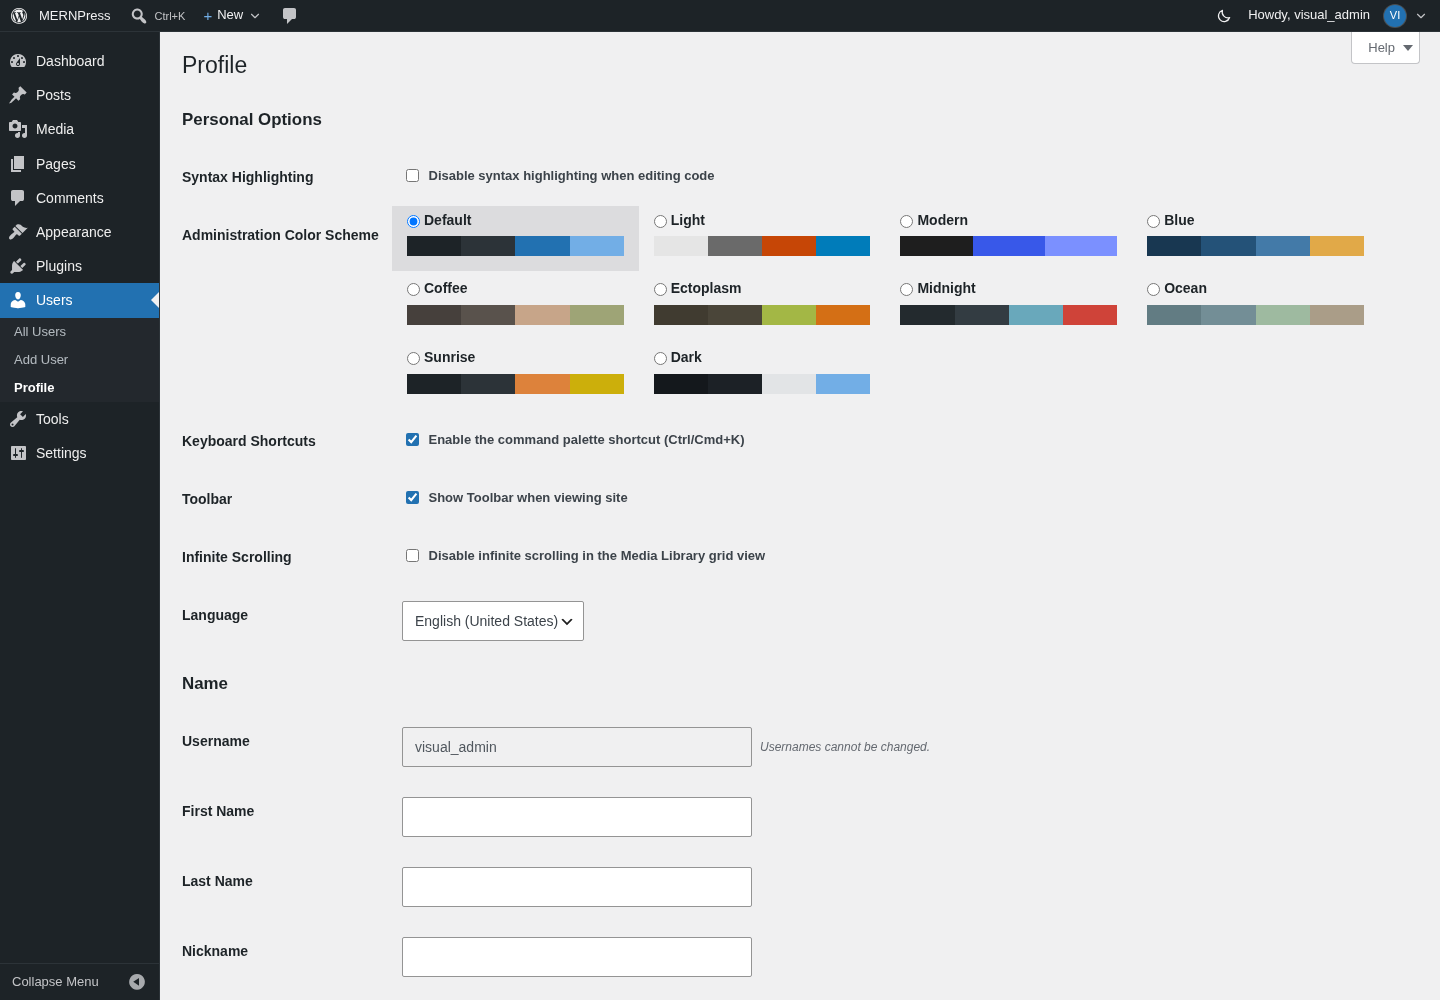 MERNPress
Ctrl+K
+ New
Howdy, visual_admin
VI
Help
Dashboard
Posts
Media
Pages
Comments
Appearance
Plugins
Users
All Users
Add User
Profile
Tools
Settings
Collapse Menu
Profile
Personal Options
Syntax Highlighting
Disable syntax highlighting when editing code
Administration Color Scheme
Default
Light
Modern
Blue
Coffee
Ectoplasm
Midnight
Ocean
Sunrise
Dark
Keyboard Shortcuts
Enable the command palette shortcut (Ctrl/Cmd+K)
Toolbar
Show Toolbar when viewing site
Infinite Scrolling
Disable infinite scrolling in the Media Library grid view
Language
English (United States)
Name
Username
visual_admin
Usernames cannot be changed.
First Name
Last Name
Nickname